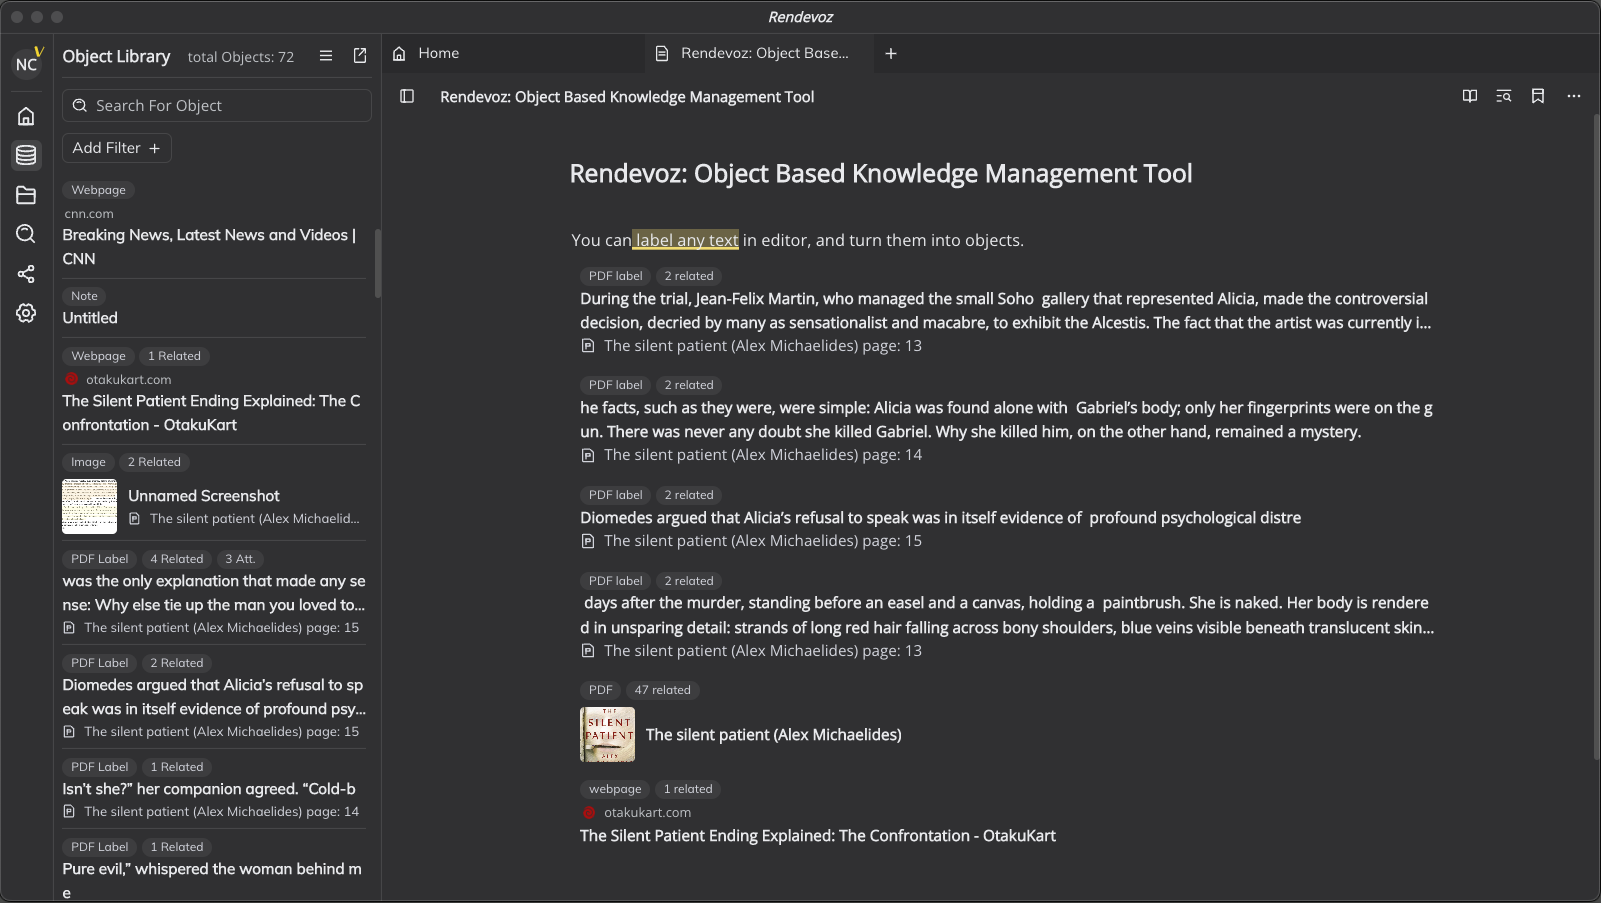 Rendevoz
NC
Object Library total Objects: 72
Search For Object
Add Filter +
Webpage
cnn.com
Breaking News, Latest News and Videos |
CNN
Note
Untitled
Webpage 1 Related
otakukart.com
The Silent Patient Ending Explained: The C
onfrontation - OtakuKart
Image 2 Related
Unnamed Screenshot
The silent patient (Alex Michaelid...
PDF Label 4 Related 3 Att.
was the only explanation that made any se
nse: Why else tie up the man you loved to...
The silent patient (Alex Michaelides) page: 15
PDF Label 2 Related
Diomedes argued that Alicia’s refusal to sp
eak was in itself evidence of profound psy...
The silent patient (Alex Michaelides) page: 15
PDF Label 1 Related
Isn’t she?” her companion agreed. “Cold-b
The silent patient (Alex Michaelides) page: 14
PDF Label 1 Related
Pure evil,” whispered the woman behind m
e
Home
Rendevoz: Object Base...
Rendevoz: Object Based Knowledge Management Tool
Rendevoz: Object Based Knowledge Management Tool
You can label any text in editor, and turn them into objects.
PDF label 2 related
During the trial, Jean-Felix Martin, who managed the small Soho gallery that represented Alicia, made the controversial
decision, decried by many as sensationalist and macabre, to exhibit the Alcestis. The fact that the artist was currently i...
The silent patient (Alex Michaelides) page: 13
PDF label 2 related
he facts, such as they were, were simple: Alicia was found alone with Gabriel’s body; only her fingerprints were on the g
un. There was never any doubt she killed Gabriel. Why she killed him, on the other hand, remained a mystery.
The silent patient (Alex Michaelides) page: 14
PDF label 2 related
Diomedes argued that Alicia’s refusal to speak was in itself evidence of profound psychological distre
The silent patient (Alex Michaelides) page: 15
PDF label 2 related
days after the murder, standing before an easel and a canvas, holding a paintbrush. She is naked. Her body is rendere
d in unsparing detail: strands of long red hair falling across bony shoulders, blue veins visible beneath translucent skin...
The silent patient (Alex Michaelides) page: 13
PDF 47 related
THE
SILENT
PATIENT
ALEX
The silent patient (Alex Michaelides)
webpage 1 related
otakukart.com
The Silent Patient Ending Explained: The Confrontation - OtakuKart